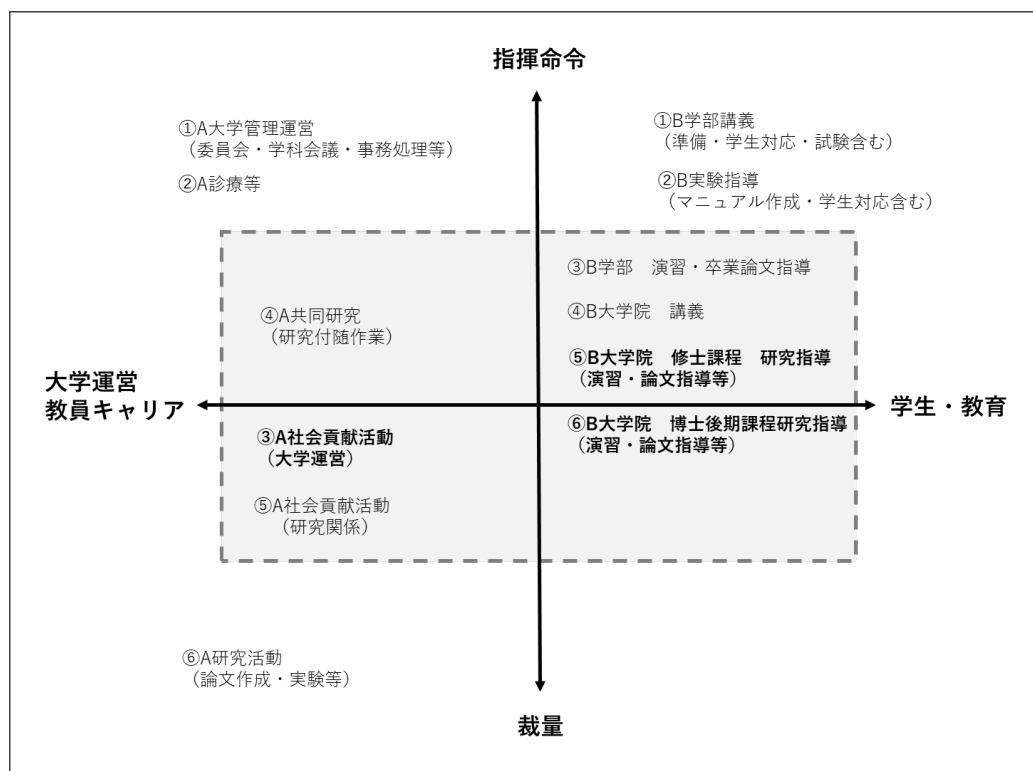 指揮命令
①A大学管理運営
(委員会・学科会議・事務処理等)
②A診療等
①B学部講義
(準備・学生対応・試験含む)
②B実験指導
(マニュアル作成・学生対応含む)
③B学部　演習・卒業論文指導
④B大学院　講義
⑤B大学院　修士課程　研究指導
(演習・論文指導等)
④A共同研究
(研究付随作業)
大学運営
教員キャリア
学生・教育
⑥B大学院　博士後期課程研究指導
(演習・論文指導等)
③A社会貢献活動
(大学運営)
⑤A社会貢献活動
(研究関係)
⑥A研究活動
(論文作成・実験等)
裁量